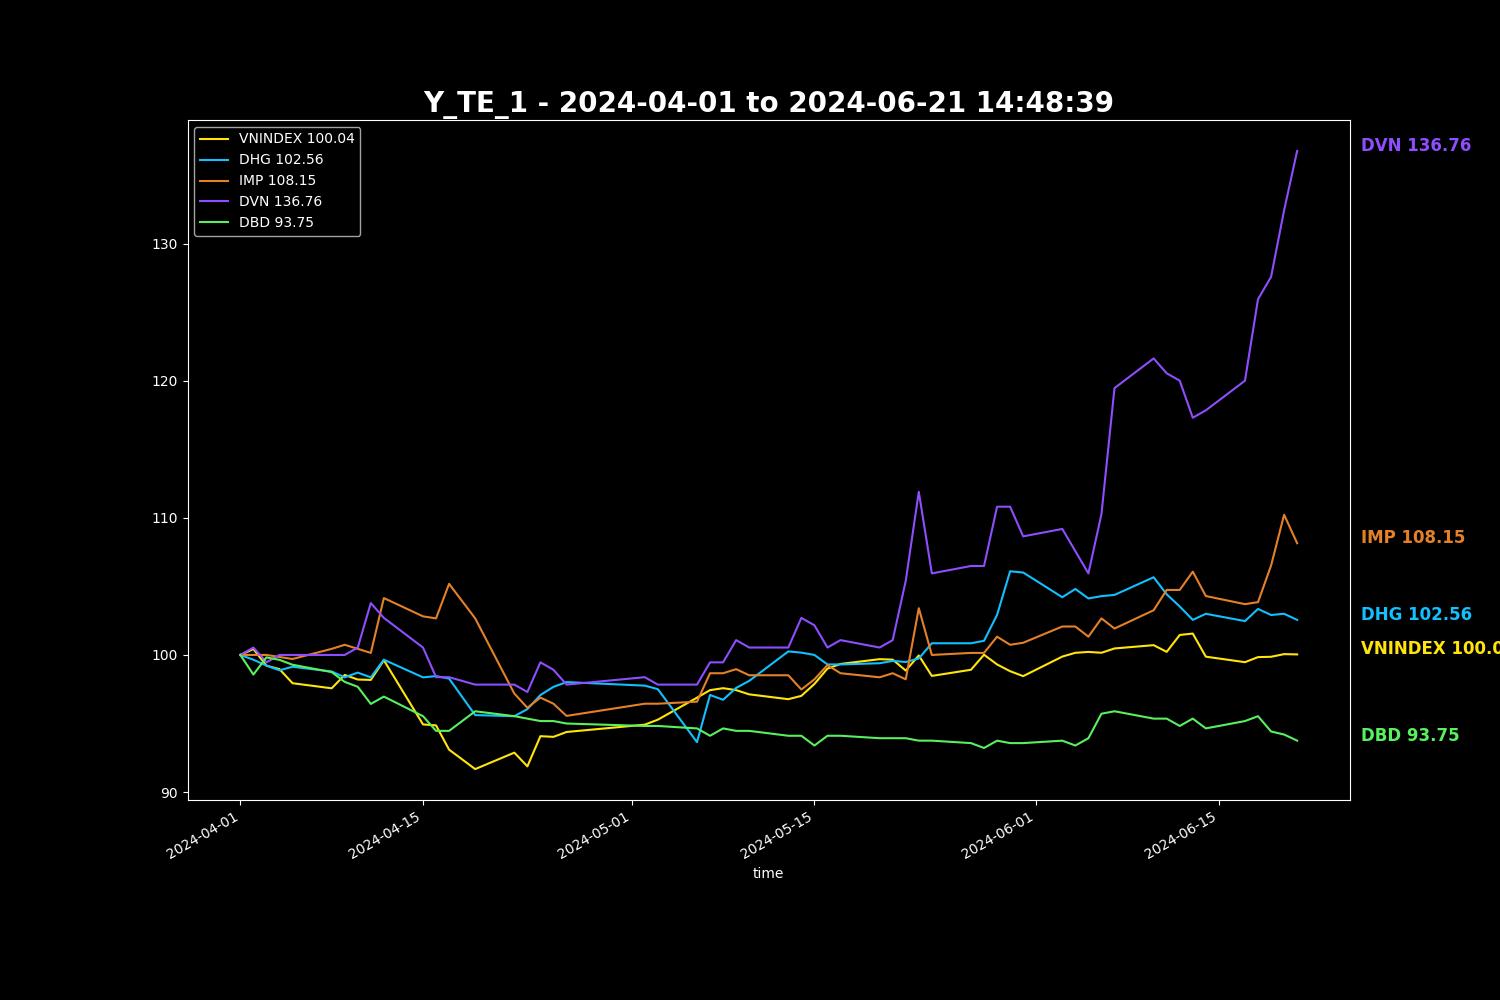 Y_TE_1 - 2024-04-01 to 2024-06-21 14:48:39
VNINDEX 100.04
DHG 102.56
IMP 108.15
DVN 136.76
DBD 93.75
DVN 136.76
IMP 108.15
DHG 102.56
VNINDEX 100.0
DBD 93.75
130
120
110
100
90
2024-04-01
2024-04-15
2024-05-01
2024-05-15
2024-06-01
2024-06-15
time